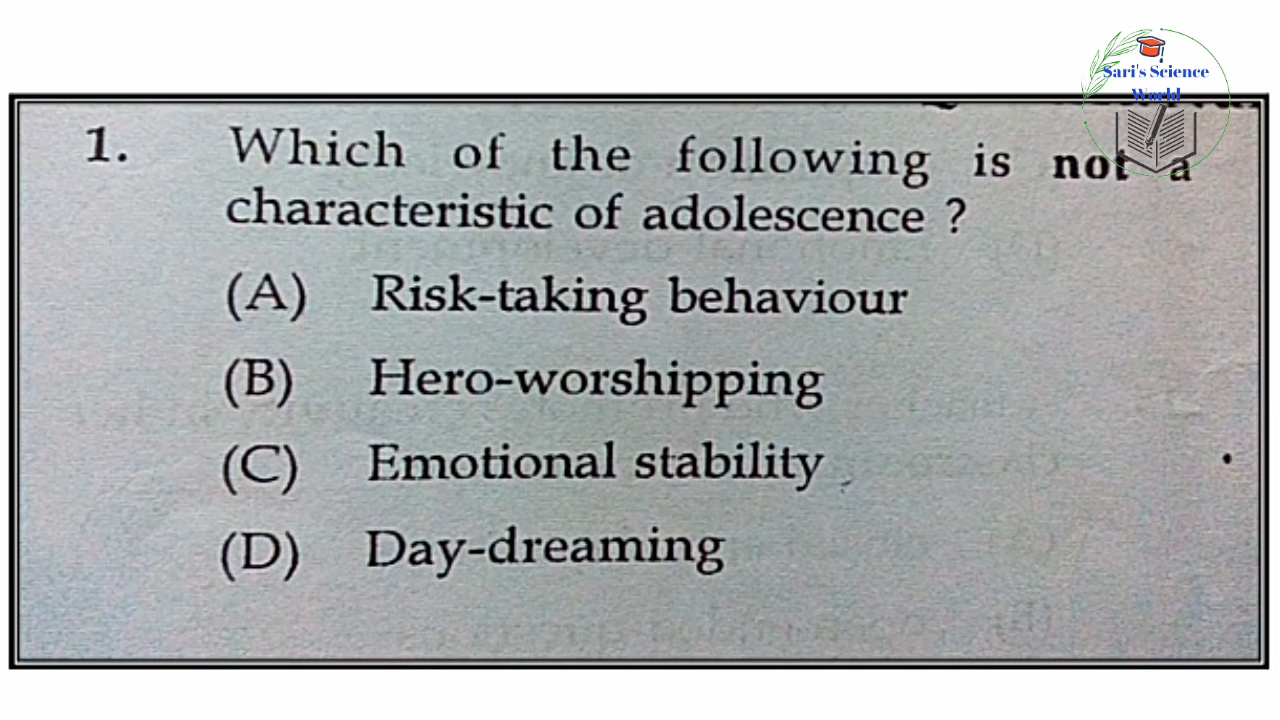 Sari's Science
World
1. Which of the following is not a
characteristic of adolescence ?
(A) Risk-taking behaviour
(B) Hero-worshipping
(C) Emotional stability
(D) Day-dreaming